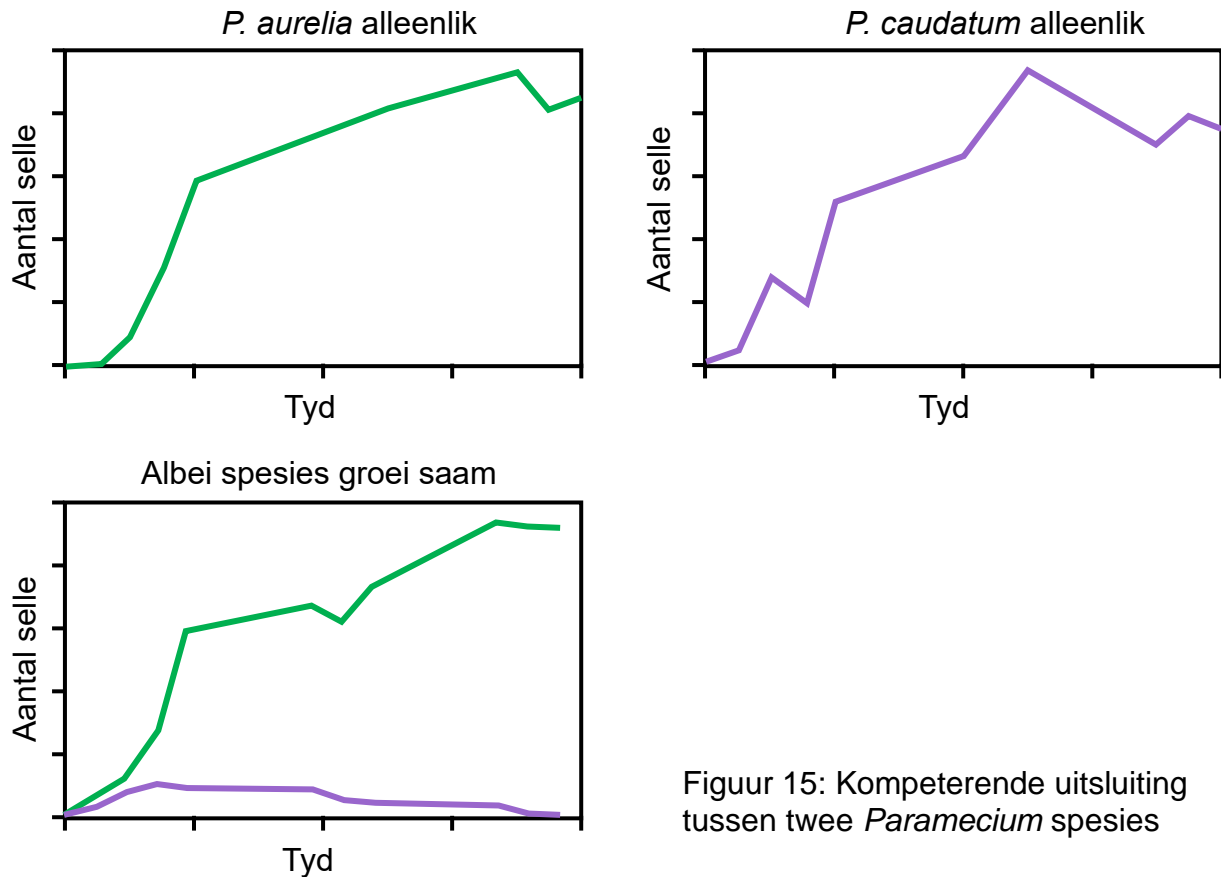 P. aurelia alleenlik
Aantal selle
Tyd
P. caudatum alleenlik
Aantal selle
Tyd
Albei spesies groei saam
Aantal selle
Tyd
Figuur 15: Kompeterende uitsluiting
tussen twee Paramecium spesies